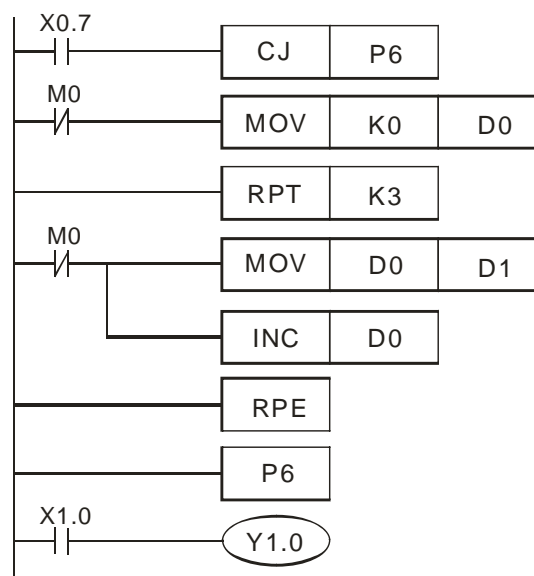 X0.7
CJ P6
M0
MOV K0 D0
RPT K3
M0
MOV D0 D1
INC D0
RPE
P6
X1.0
Y1.0